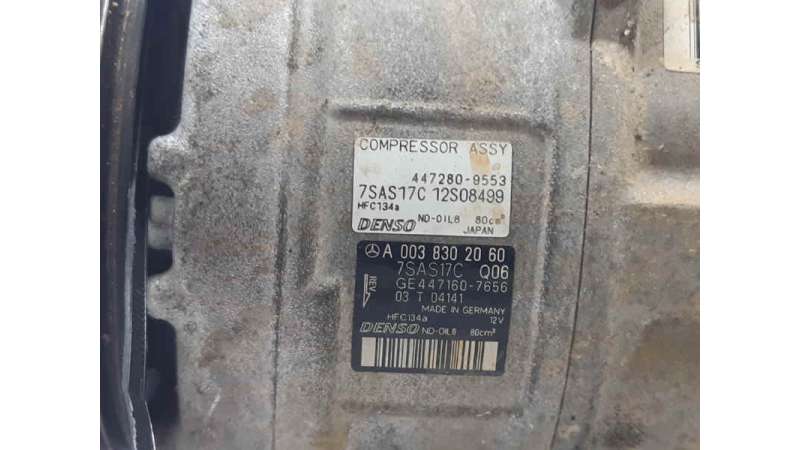 COMPRESSOR ASSY
447280-9553
7SAS17C 12S08499
HFC134a
DENSO ND-OIL8 80cm³
JAPAN
A 003 830 20 60
7SAS17C Q06
REV. GE447160-7656
03 T 04141
MADE IN GERMANY
HFC134a 12V
DENSO ND-OIL8 80cm³